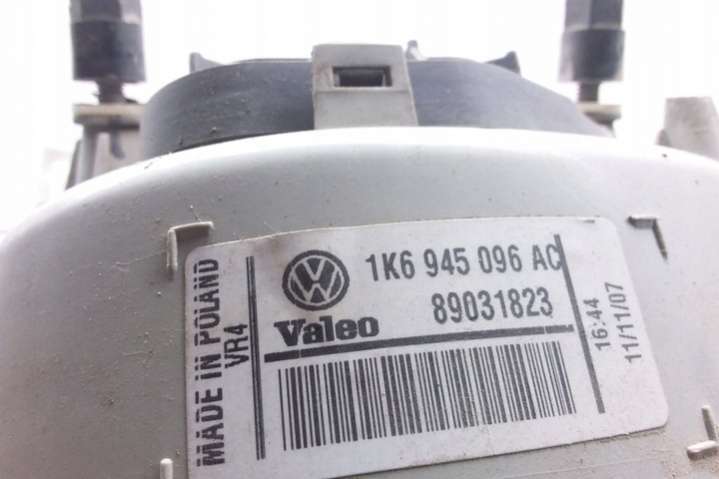 1K6 945 096 AC
89031823
Valeo
MADE IN POLAND
VR4
16:44
11/11/07